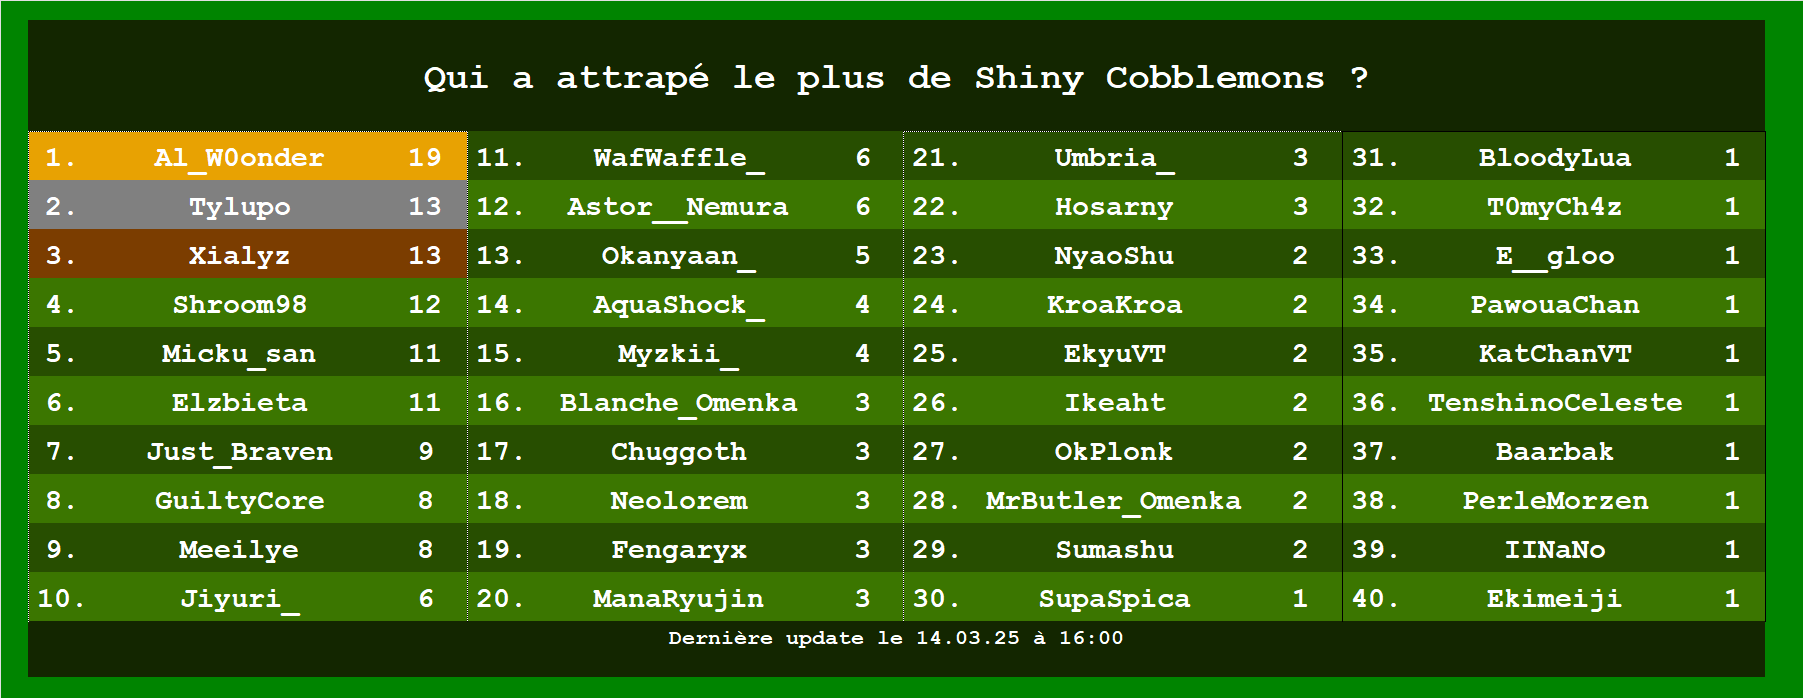 Qui a attrapé le plus de Shiny Cobblemons ?
1. Al_W0onder 19 11. WafWaffle_ 6 21. Umbria_ 3 31. BloodyLua 1
2. Tylupo 13 12. Astor__Nemura 6 22. Hosarny 3 32. T0myCh4z 1
3. Xialyz 13 13. Okanyaan_ 5 23. NyaoShu 2 33. E__gloo 1
4. Shroom98 12 14. AquaShock_ 4 24. KroaKroa 2 34. PawouaChan 1
5. Micku_san 11 15. Myzkii_ 4 25. EkyuVT 2 35. KatChanVT 1
6. Elzbieta 11 16. Blanche_Omenka 3 26. Ikeaht 2 36. TenshinoCeleste 1
7. Just_Braven 9 17. Chuggoth 3 27. OkPlonk 2 37. Baarbak 1
8. GuiltyCore 8 18. Neolorem 3 28. MrButler_Omenka 2 38. PerleMorzen 1
9. Meeilye 8 19. Fengaryx 3 29. Sumashu 2 39. IINaNo 1
10. Jiyuri_ 6 20. ManaRyujin 3 30. SupaSpica 1 40. Ekimeiji 1
Dernière update le 14.03.25 à 16:00